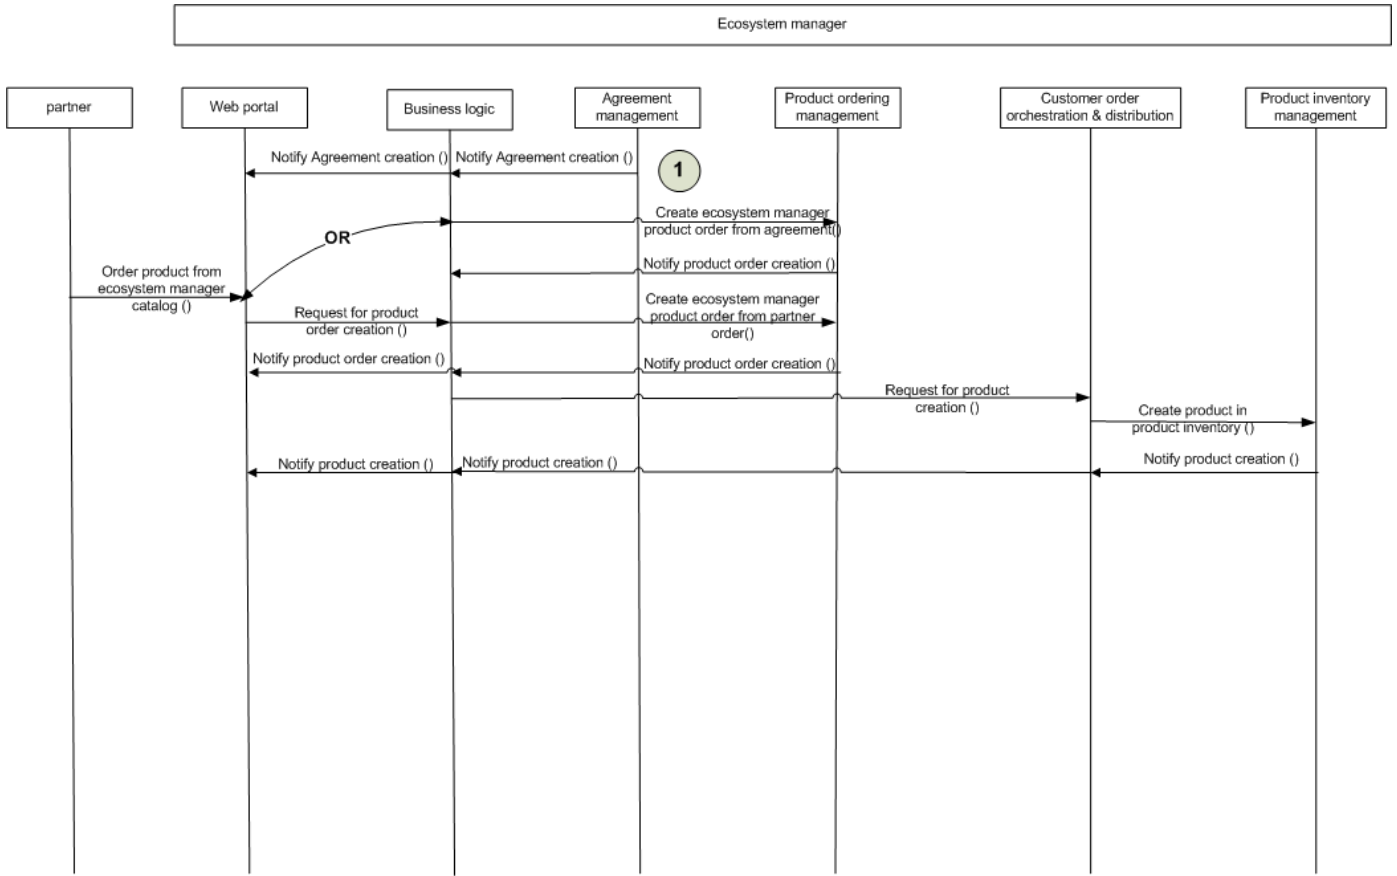 Ecosystem manager
partner
Web portal
Business logic
Agreement
management
Product ordering
management
Customer order
orchestration & distribution
Product inventory
management
Notify Agreement creation ()
Notify Agreement creation ()
1
Create ecosystem manager
product order from agreement()
OR
Notify product order creation ()
Order product from
ecosystem manager
catalog ()
Request for product
order creation ()
Create ecosystem manager
product order from partner
order()
Notify product order creation ()
Notify product order creation ()
Request for product
creation ()
Create product in
product inventory ()
Notify product creation ()
Notify product creation ()
Notify product creation ()